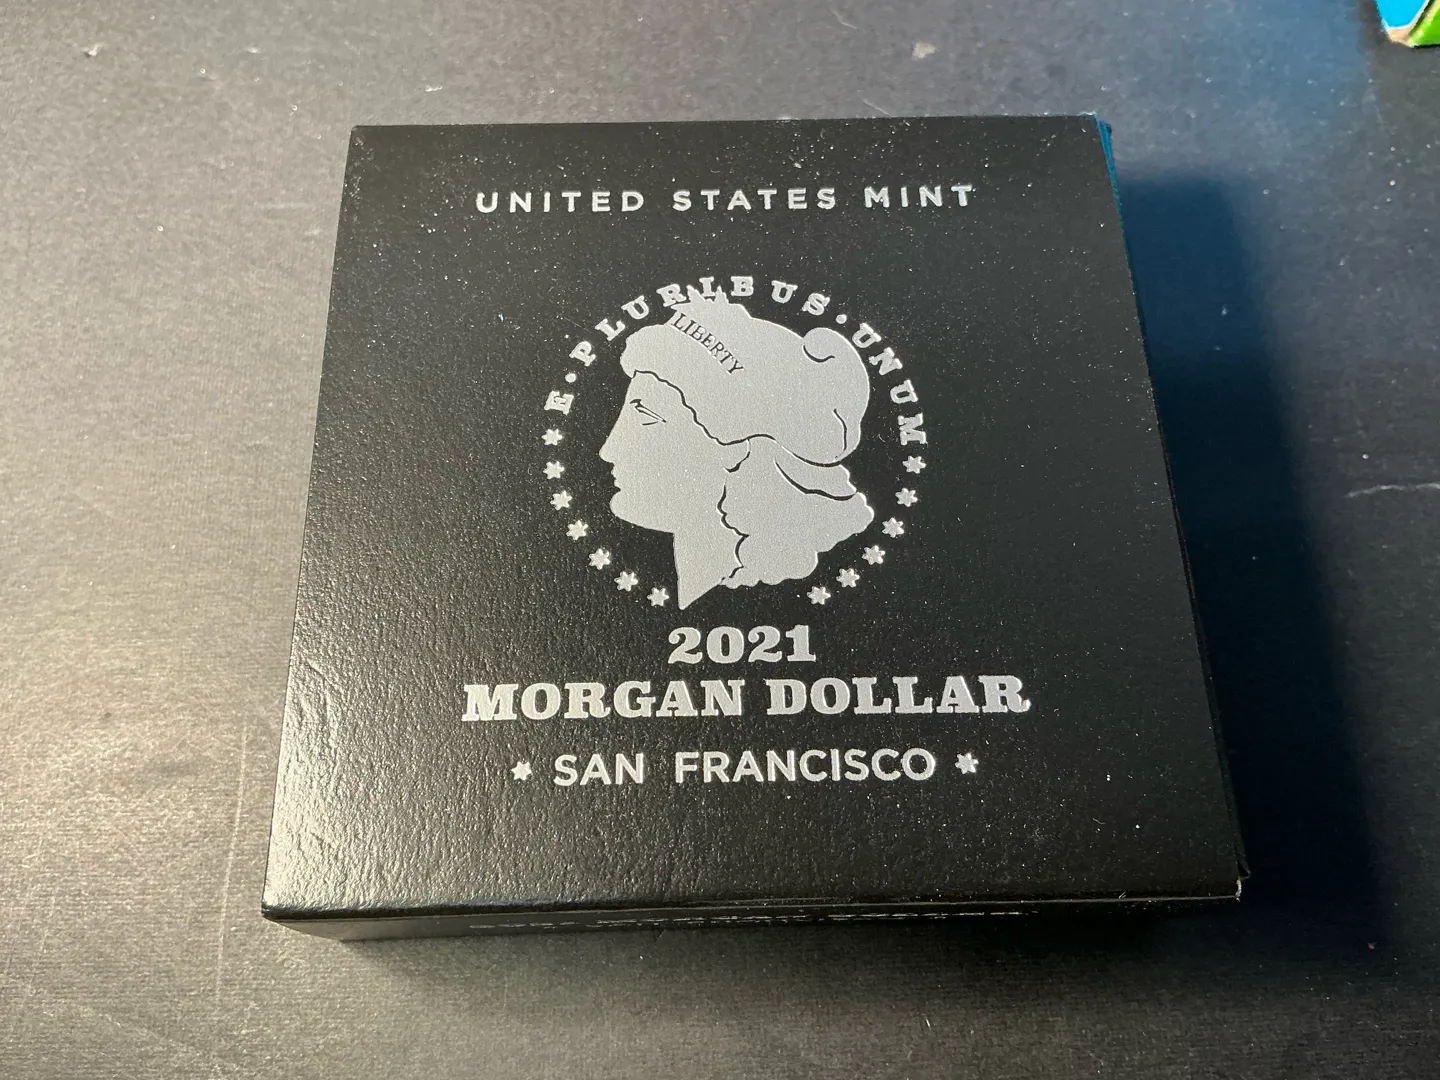 UNITED STATES MINT
E • PLURIBUS • UNUM
LIBERTY
2021
MORGAN DOLLAR
* SAN FRANCISCO *